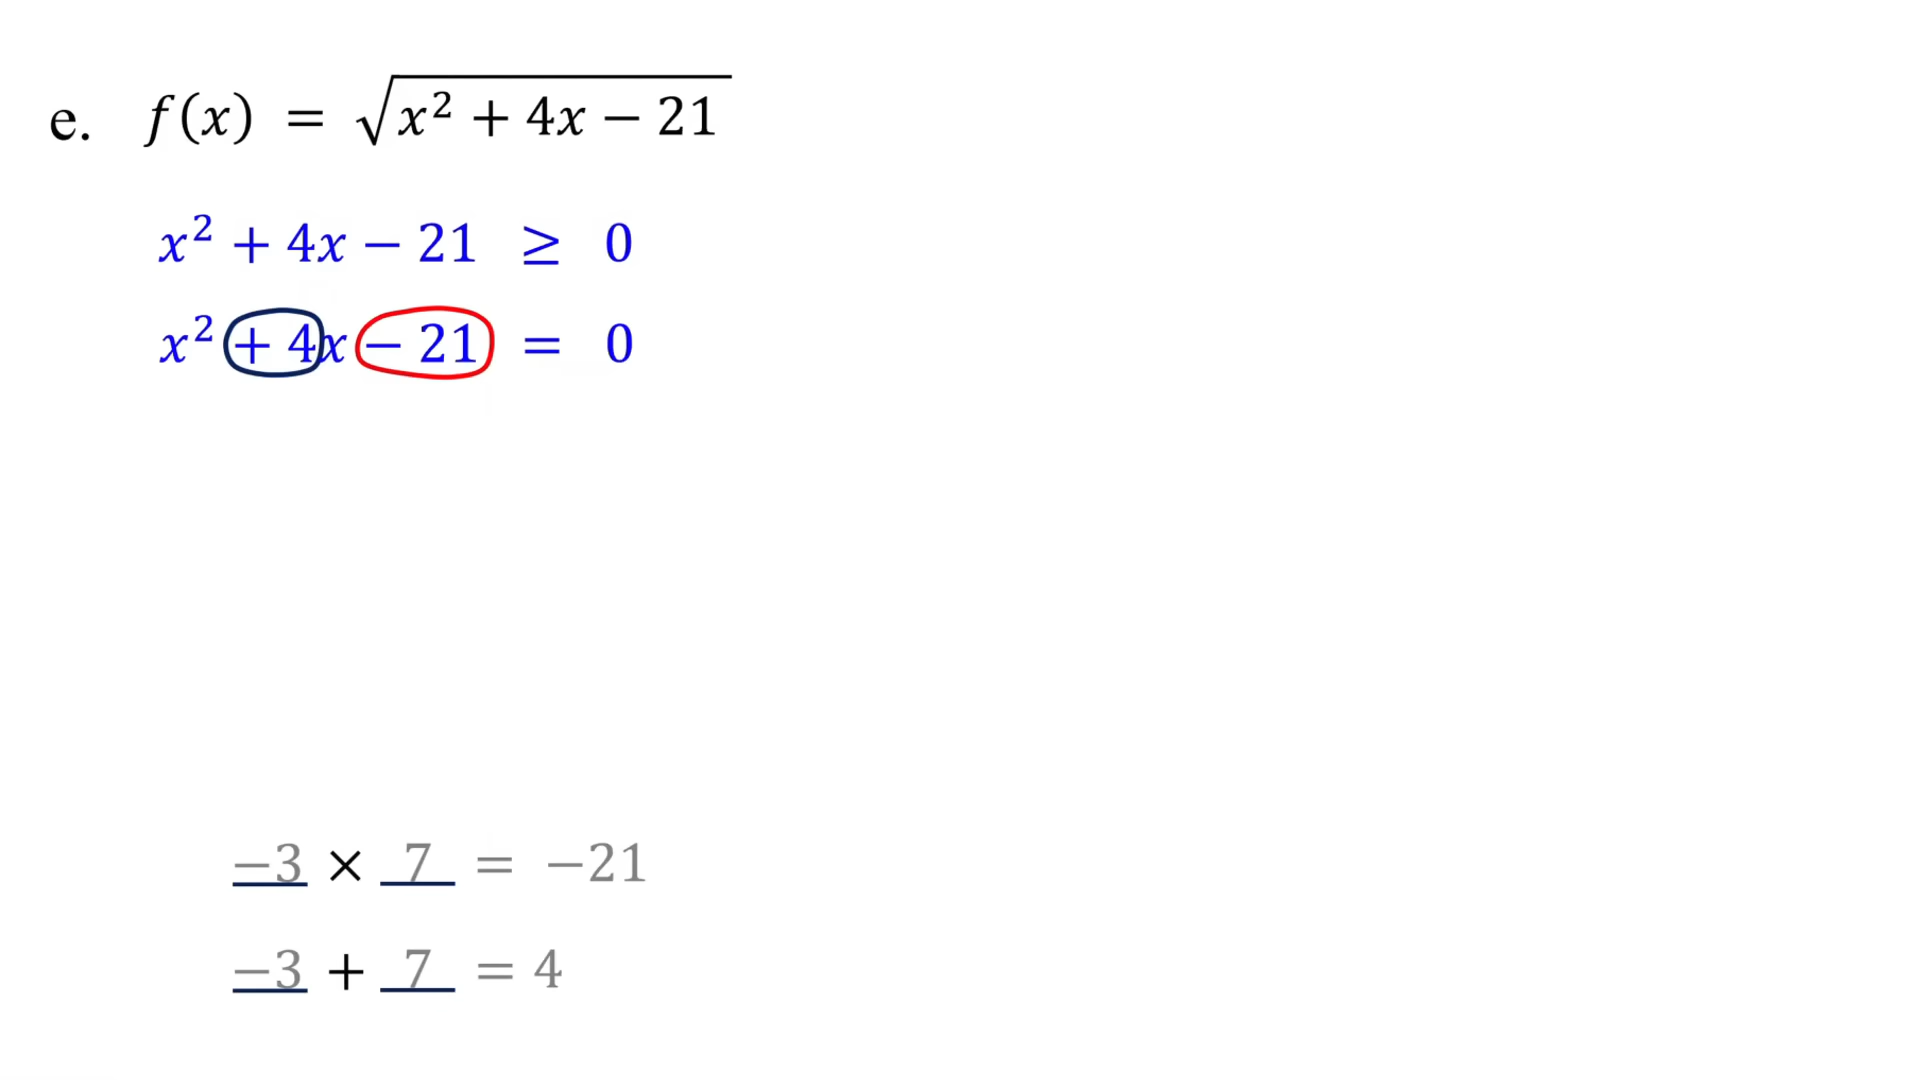 e. f(x) = √(x² + 4x − 21)
x² + 4x − 21 ≥ 0
x² + 4x − 21 = 0
−3 × 7 = −21
−3 + 7 = 4